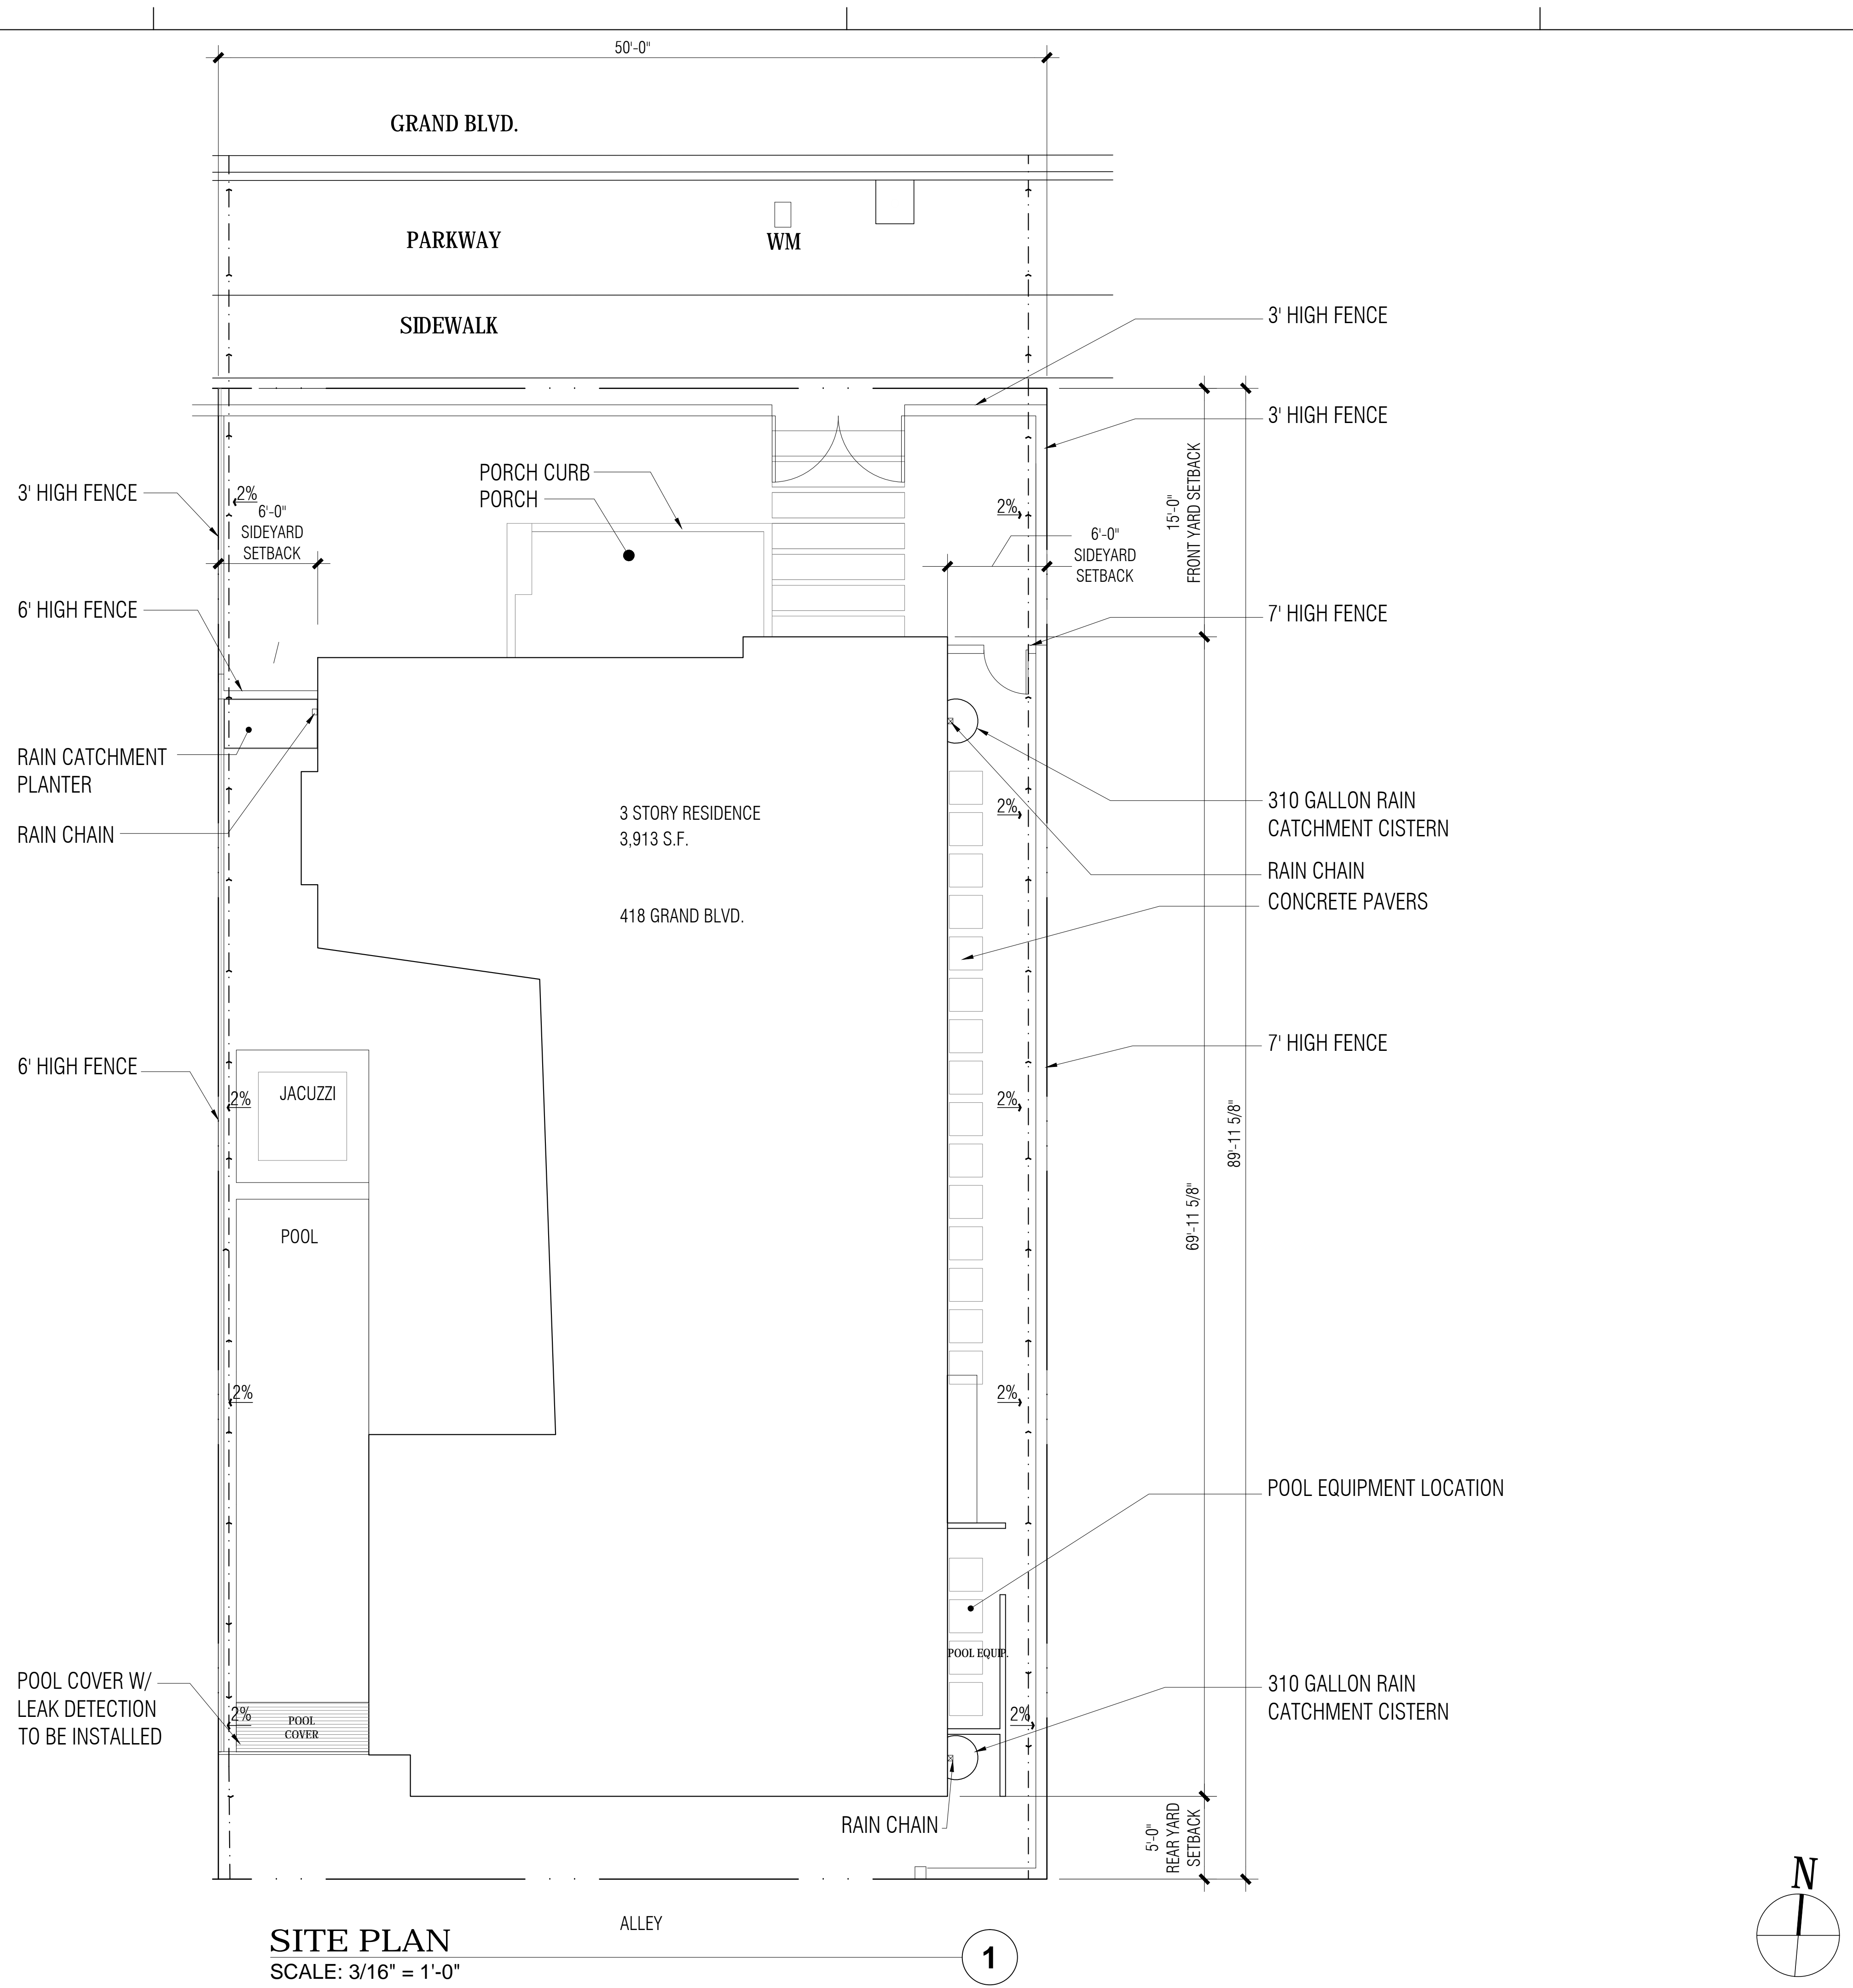 50'-0"
GRAND BLVD.
PARKWAY
WM
SIDEWALK
3' HIGH FENCE
3' HIGH FENCE
3' HIGH FENCE
PORCH CURB
PORCH
2%
6'-0"
SIDEYARD
SETBACK
2%
6'-0"
SIDEYARD
SETBACK
15'-0"
FRONT YARD SETBACK
6' HIGH FENCE
7' HIGH FENCE
RAIN CATCHMENT
PLANTER
RAIN CHAIN
3 STORY RESIDENCE
3,913 S.F.
418 GRAND BLVD.
2%
310 GALLON RAIN
CATCHMENT CISTERN
RAIN CHAIN
CONCRETE PAVERS
6' HIGH FENCE
7' HIGH FENCE
JACUZZI
2%
2%
89'-11 5/8"
69'-11 5/8"
POOL
2%
2%
POOL EQUIPMENT LOCATION
POOL EQUIP.
POOL COVER W/
LEAK DETECTION
TO BE INSTALLED
2%
POOL
COVER
2%
310 GALLON RAIN
CATCHMENT CISTERN
RAIN CHAIN
5'-0"
REAR YARD
SETBACK
ALLEY
SITE PLAN
SCALE: 3/16" = 1'-0"
1
N